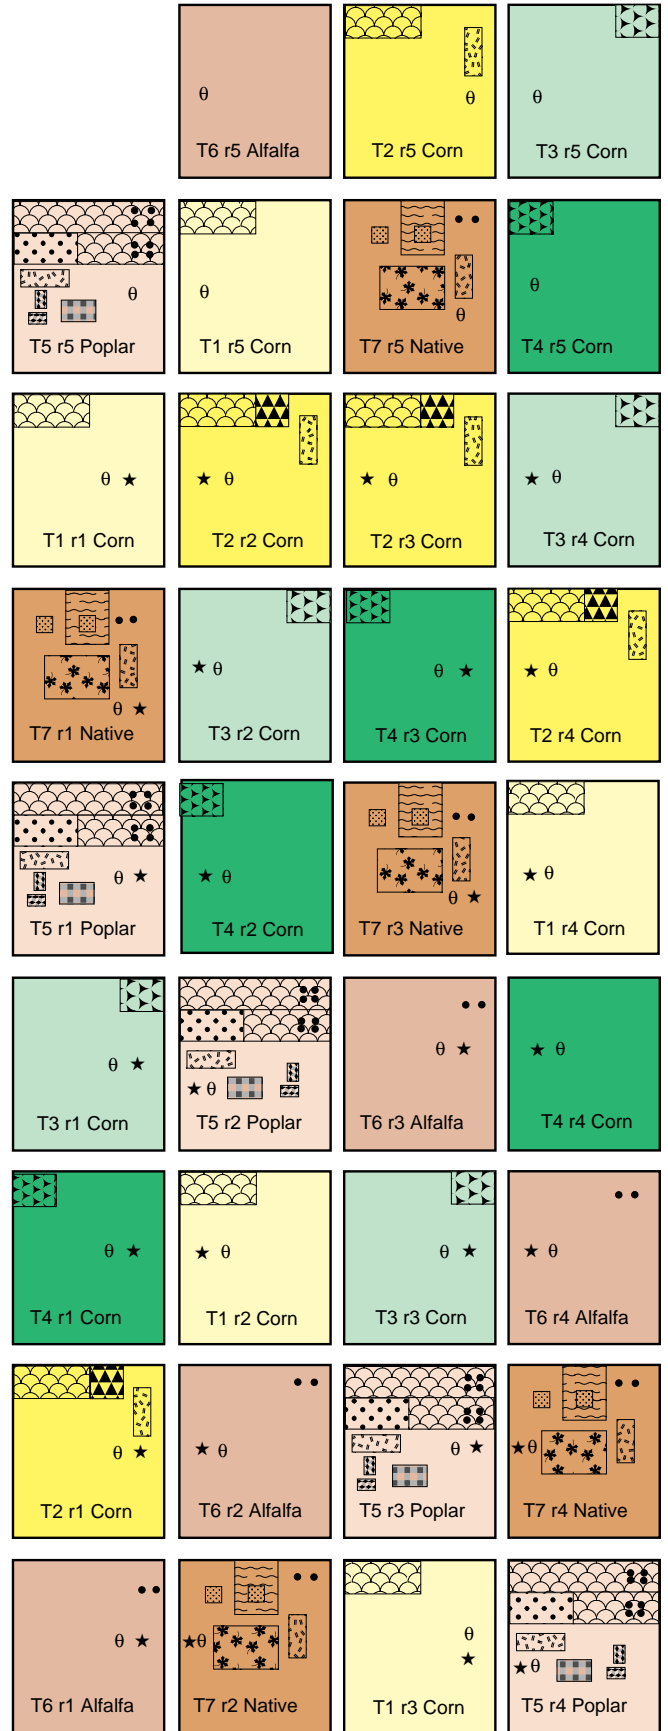 θ
θ
θ
T6 r5 Alfalfa
T2 r5 Corn
T3 r5 Corn
θ
θ
θ
θ
T5 r5 Poplar
T1 r5 Corn
T7 r5 Native
T4 r5 Corn
θ ★
★ θ
★ θ
★ θ
T1 r1 Corn
T2 r2 Corn
T2 r3 Corn
T3 r4 Corn
θ ★
★ θ
θ ★
★ θ
T7 r1 Native
T3 r2 Corn
T4 r3 Corn
T2 r4 Corn
θ ★
★ θ
θ ★
★ θ
T5 r1 Poplar
T4 r2 Corn
T7 r3 Native
T1 r4 Corn
θ ★
★ θ
θ ★
★ θ
T3 r1 Corn
T5 r2 Poplar
T6 r3 Alfalfa
T4 r4 Corn
θ ★
★ θ
θ ★
★ θ
T4 r1 Corn
T1 r2 Corn
T3 r3 Corn
T6 r4 Alfalfa
θ ★
★ θ
θ ★
★ θ
T2 r1 Corn
T6 r2 Alfalfa
T5 r3 Poplar
T7 r4 Native
θ ★
★ θ
θ
★
★ θ
T6 r1 Alfalfa
T7 r2 Native
T1 r3 Corn
T5 r4 Poplar